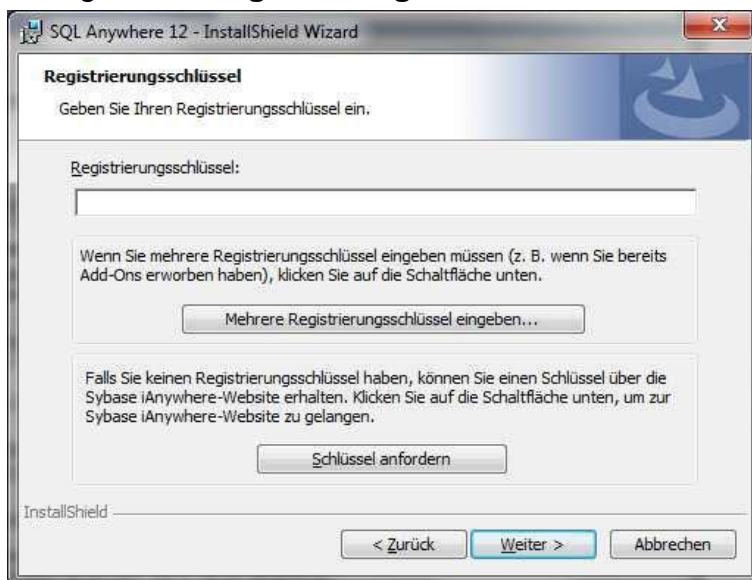 SQL Anywhere 12 - InstallShield Wizard
Registrierungsschlüssel
Geben Sie Ihren Registrierungsschlüssel ein.
Registrierungsschlüssel:
Wenn Sie mehrere Registrierungsschlüssel eingeben müssen (z. B. wenn Sie bereits
Add-Ons erworben haben), klicken Sie auf die Schaltfläche unten.
Mehrere Registrierungsschlüssel eingeben...
Falls Sie keinen Registrierungsschlüssel haben, können Sie einen Schlüssel über die
Sybase iAnywhere-Website erhalten. Klicken Sie auf die Schaltfläche unten, um zur
Sybase iAnywhere-Website zu gelangen.
Schlüssel anfordern
InstallShield
< Zurück Weiter > Abbrechen